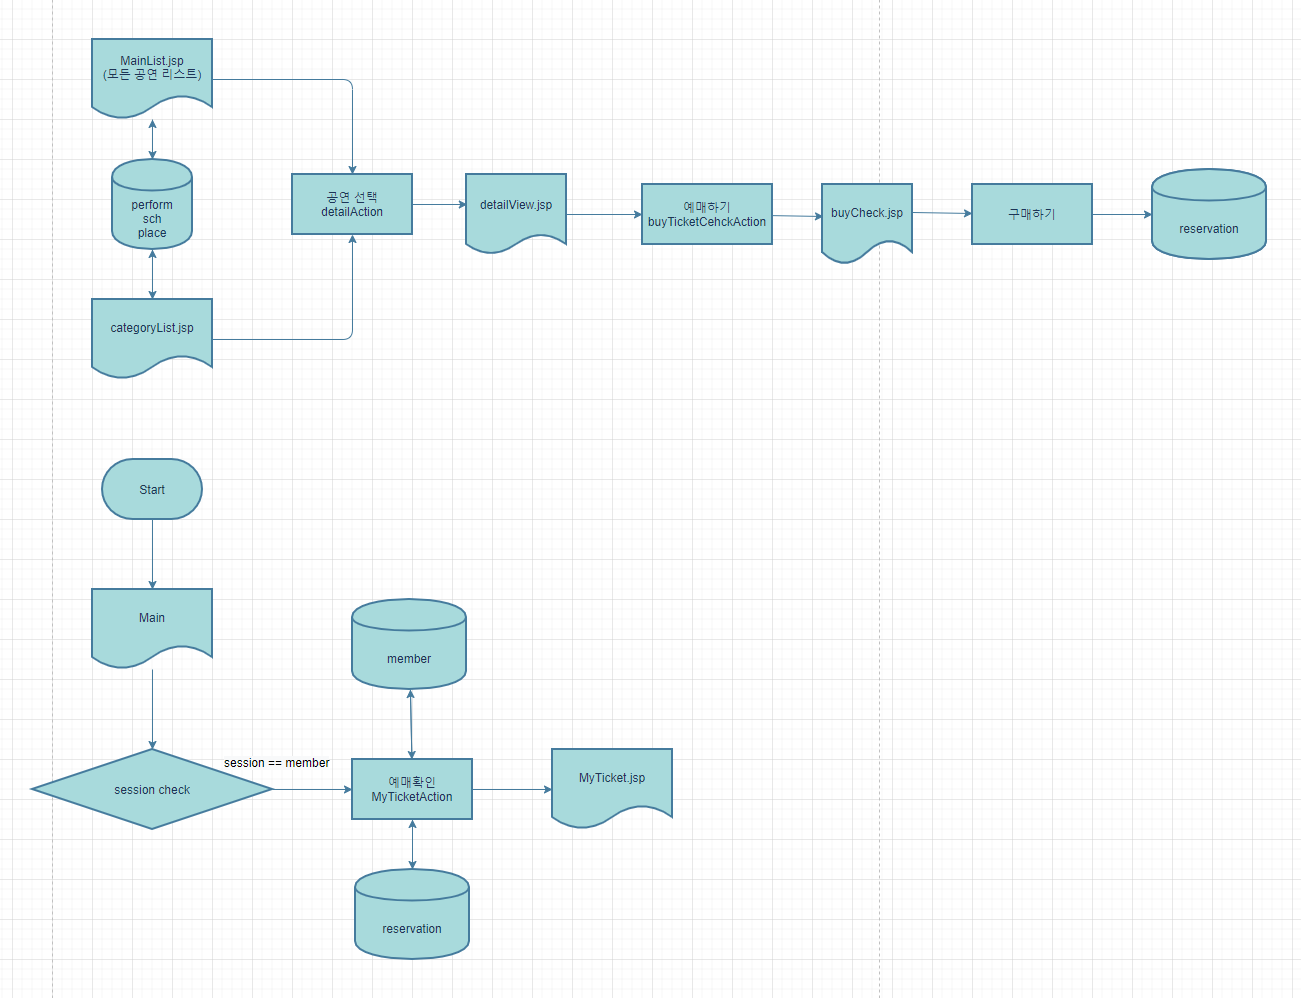 MainList.jsp
(모든 공연 리스트)
perform
sch
place
categoryList.jsp
공연 선택
detailAction
detailView.jsp
예매하기
buyTicketCehckAction
buyCheck.jsp
구매하기
reservation
Start
Main
session check
session == member
member
예매확인
MyTicketAction
MyTicket.jsp
reservation